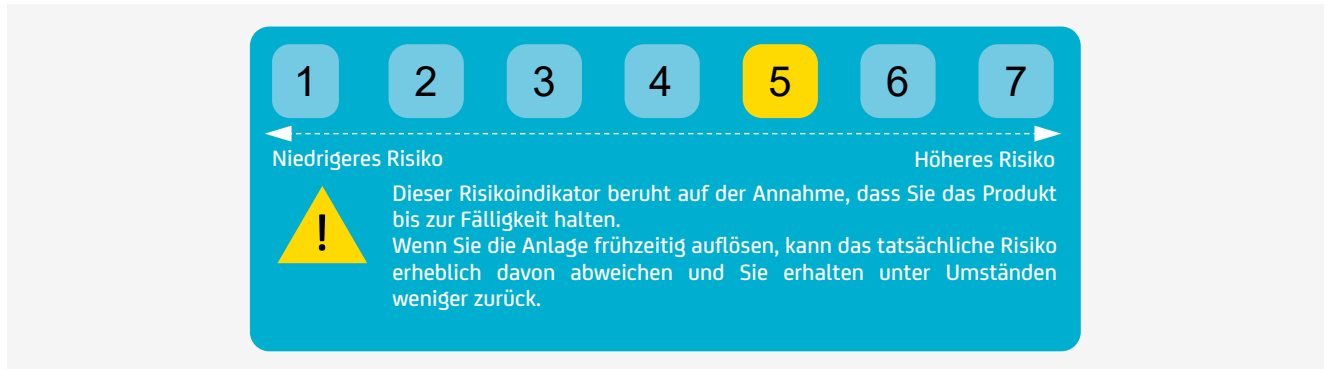 1 2 3 4 5 6 7
Niedrigeres Risiko Höheres Risiko
! Dieser Risikoindikator beruht auf der Annahme, dass Sie das Produkt
bis zur Fälligkeit halten.
Wenn Sie die Anlage frühzeitig auflösen, kann das tatsächliche Risiko
erheblich davon abweichen und Sie erhalten unter Umständen
weniger zurück.